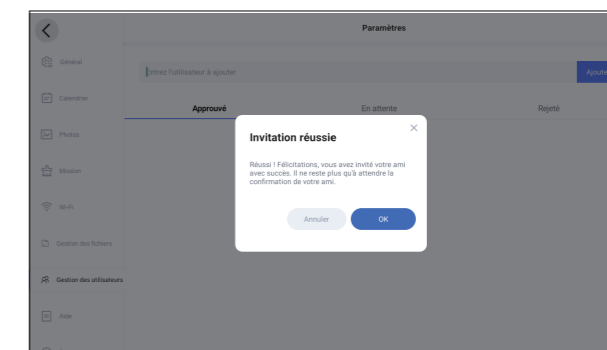 Paramètres
Général
Entrez l'utilisateur à ajouter
Ajoute
Calendrier
Approuvé
En attente
Rejeté
Photos
Invitation réussie
Réussi ! Félicitations, vous avez invité votre ami
avec succès. Il ne reste plus qu'à attendre la
confirmation de votre ami.
Mission
Wi-Fi
Annuler
OK
Gestion des fichiers
Gestion des utilisateurs
Aide